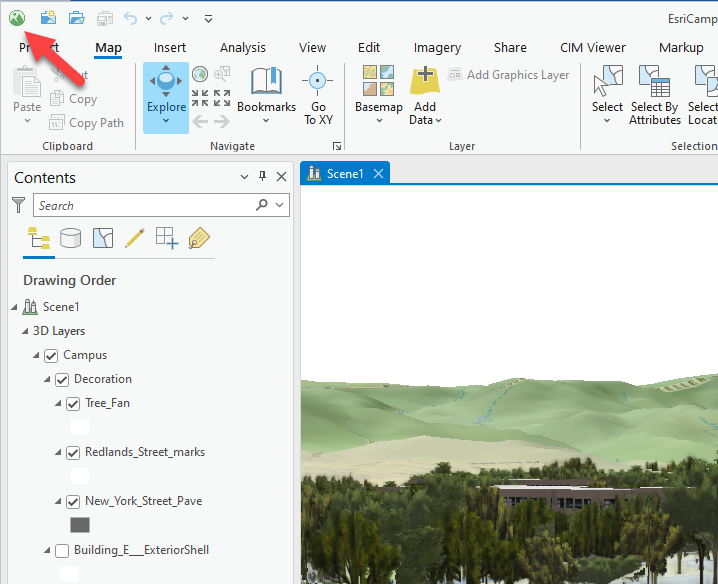 EsriCamp
Project Map Insert Analysis View Edit Imagery Share CIM Viewer Markup
Cut
Paste Copy
Copy Path
Explore Bookmarks Go To XY
Basemap Add Data Add Graphics Layer
Select Select By Attributes Select Locat
Clipboard Navigate Layer Selection
Contents
Scene1
Search
Drawing Order
Scene1
3D Layers
Campus
Decoration
Tree_Fan
Redlands_Street_marks
New_York_Street_Pave
Building_E___ExteriorShell